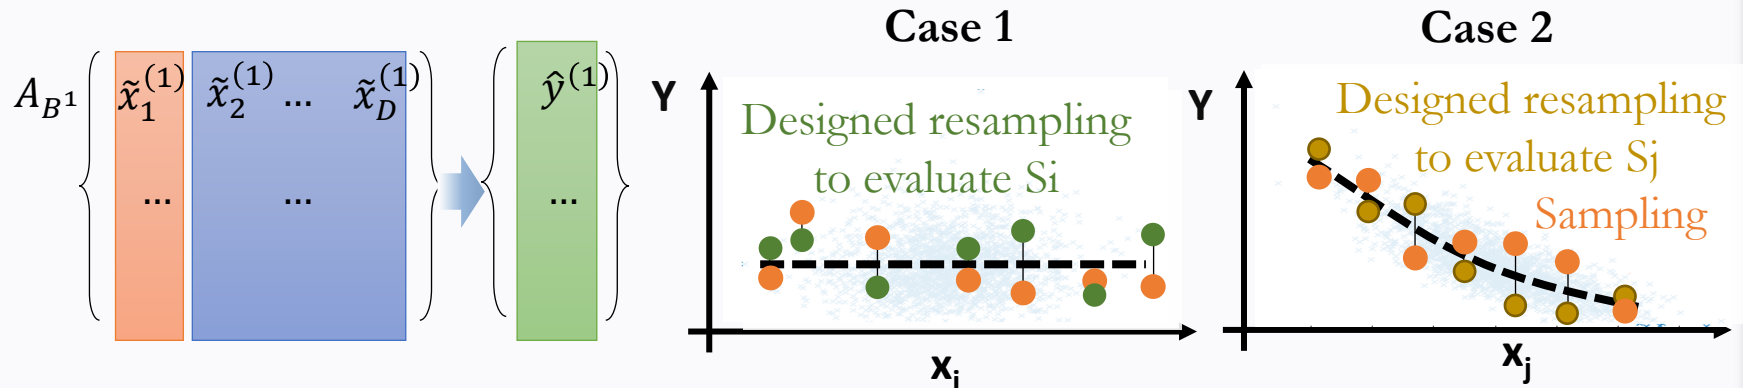 A_{B^1} x̃_1^{(1)} x̃_2^{(1)} ... x̃_D^{(1)} ŷ^{(1)}
... ... ...
Case 1
Y
Designed resampling
to evaluate Si
x_i
Case 2
Y
Designed resampling
to evaluate Sj
Sampling
x_j